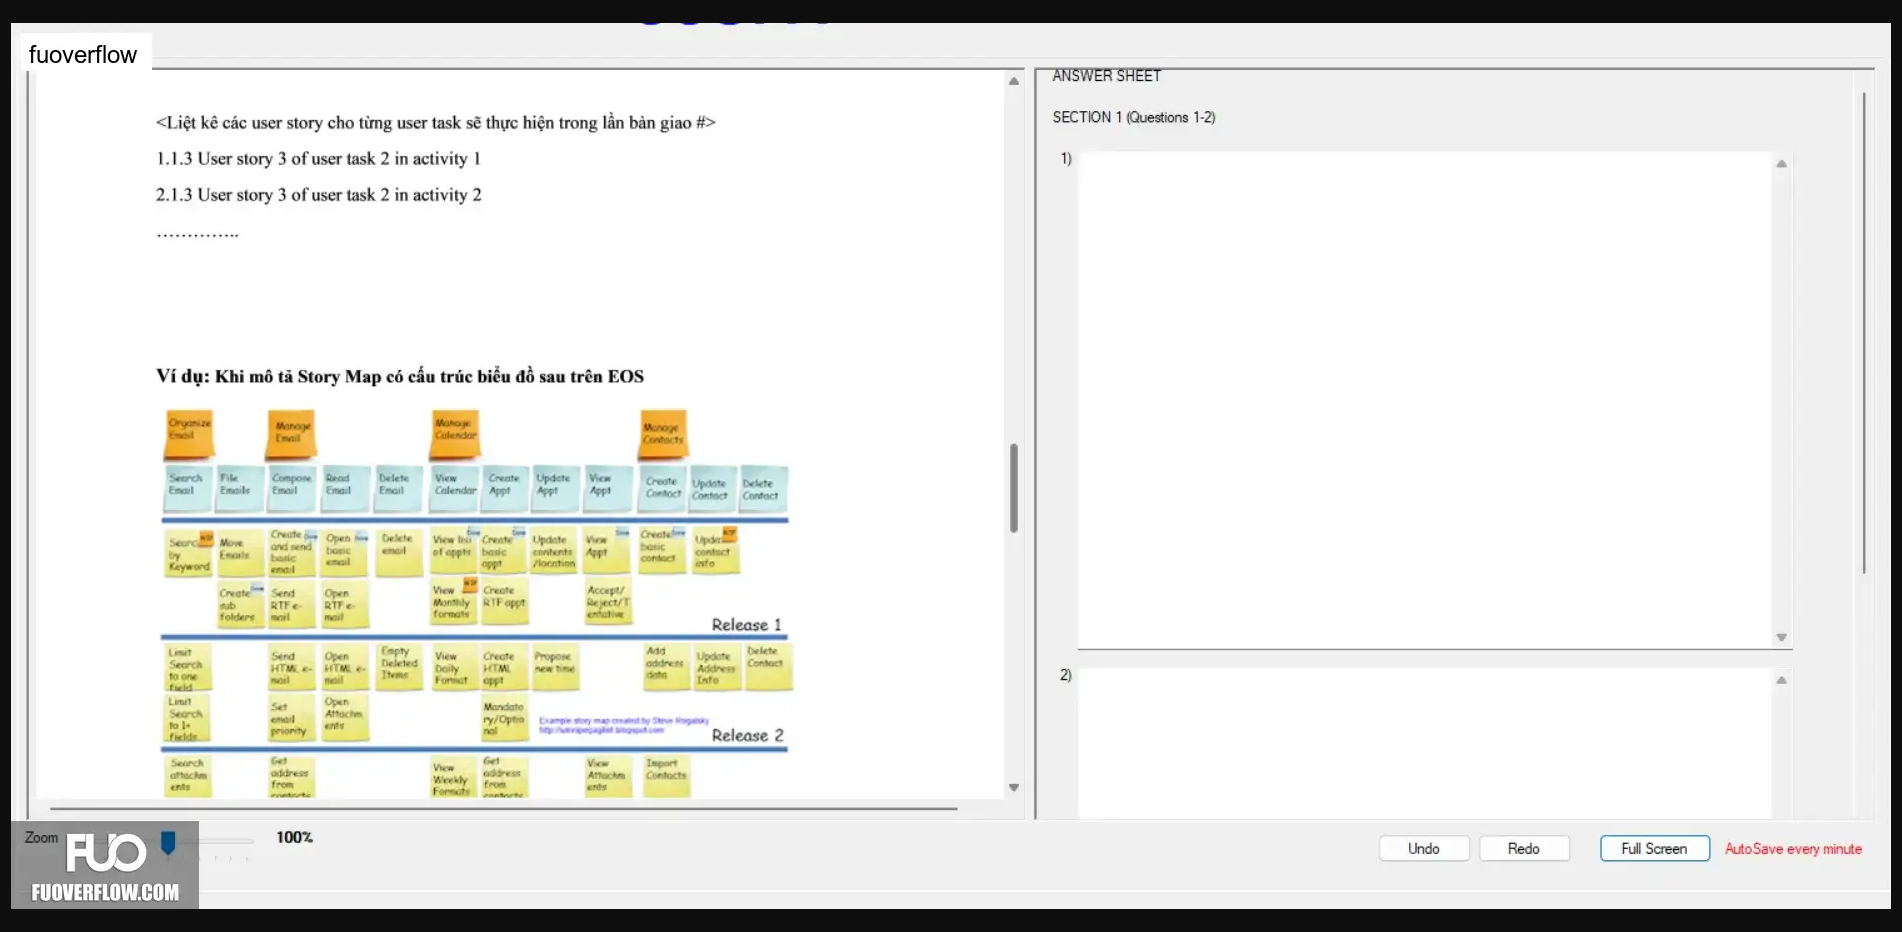 fuoverflow
<Liệt kê các user story cho từng user task sẽ thực hiện trong lần bàn giao #>
1.1.3 User story 3 of user task 2 in activity 1
2.1.3 User story 3 of user task 2 in activity 2
…………..
Ví dụ: Khi mô tả Story Map có cấu trúc biểu đồ sau trên EOS
Organize
Email
Manage
Email
Manage
Calendar
Manage
Contacts
Search
Email
File
Emails
Compose
Email
Read
Email
Delete
Email
View
Calendar
Create
Appt
Update
Appt
View
Appt
Create
Contact
Update
Contact
Delete
Contact
Searc
by
Keyword
WIP
Move
Emails
Create
and send
basic
email
Done
Open
basic
email
Done
Delete
email
View list
of appts
Done
Create
basic
appt
Done
Update
contents
/location
View
Appt
Done
Create
basic
contact
Done
Upda
contact
info
WIP
Create
sub
folders
Done
Send
RTF e-
mail
Open
RTF e-
mail
View
Monthly
formats
WIP
Create
RTF appt
Accept/
Reject/T
entative
Release 1
Limit
Search
to one
field
Send
HTML e-
mail
Open
HTML e-
mail
Empty
Deleted
Items
View
Daily
Format
Create
HTML
appt
Propose
new time
Add
address
data
Update
Address
Info
Delete
Contact
Limit
Search
to 1+
fields
Set
email
priority
Open
Attachm
ents
Mandato
ry/Optio
nal
Example story map created by Steve Rogalsky
http://winnipegagilist.blogspot.com
Release 2
Search
attachm
ents
Get
address
from
contacts
View
Weekly
Formats
Get
address
from
contacts
View
Attachm
ents
Import
Contacts
ANSWER SHEET
SECTION 1 (Questions 1-2)
1)
2)
Zoom
100%
Undo
Redo
Full Screen
AutoSave every minute
FUO
FUOVERFLOW.COM